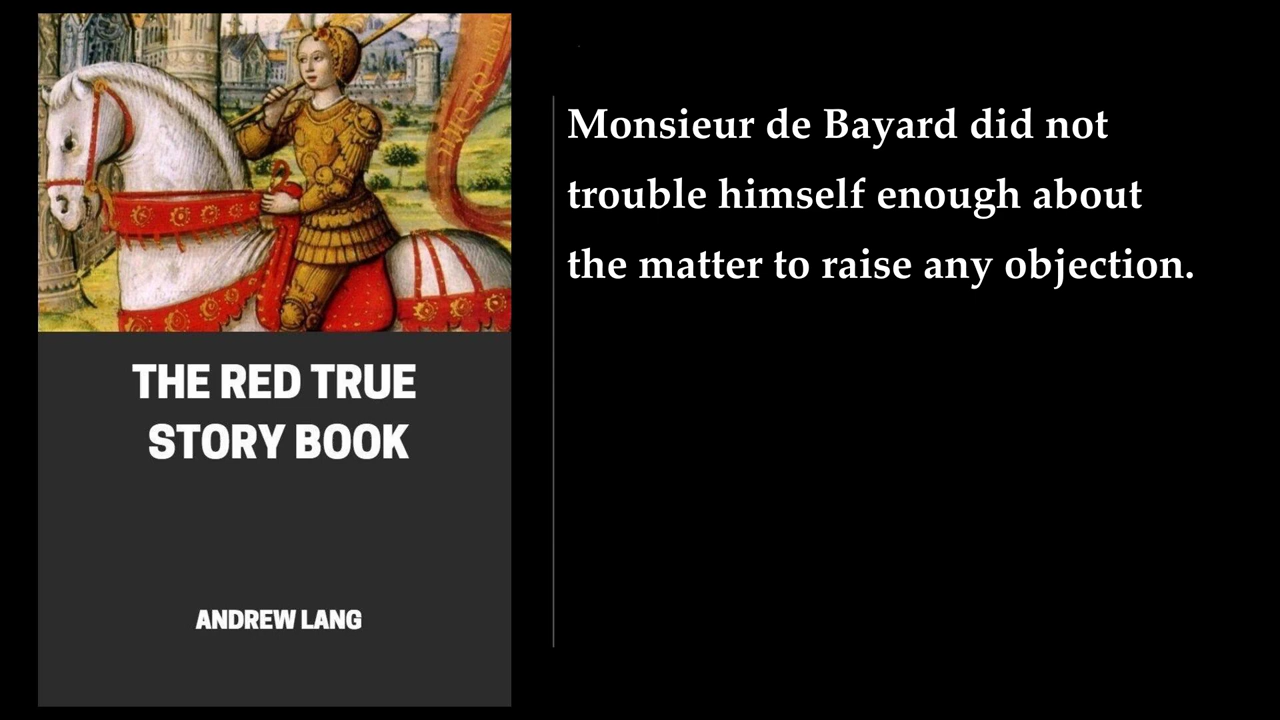 THE RED TRUE
STORY BOOK
ANDREW LANG
Monsieur de Bayard did not
trouble himself enough about
the matter to raise any objection.